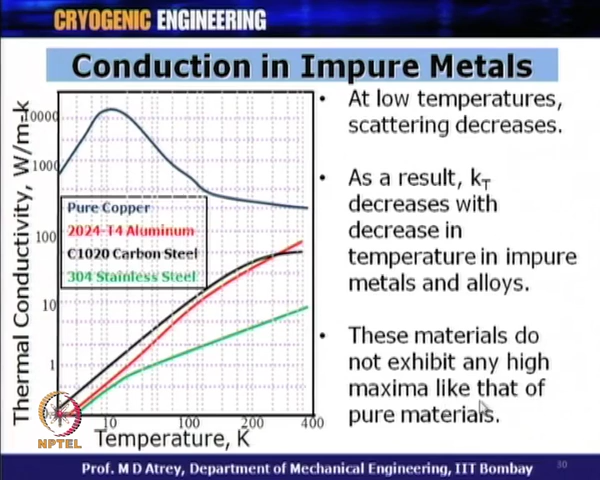 CRYOGENIC ENGINEERING
Conduction in Impure Metals
Thermal Conductivity, W/m-k
10000
1000
100
10
1
Pure Copper
2024-T4 Aluminum
C1020 Carbon Steel
304 Stainless Steel
10
100
200
400
Temperature, K
NPTEL
• At low temperatures,
scattering decreases.
• As a result, kT
decreases with
decrease in
temperature in impure
metals and alloys.
• These materials do
not exhibit any high
maxima like that of
pure materials.
Prof. M D Atrey, Department of Mechanical Engineering, IIT Bombay
30